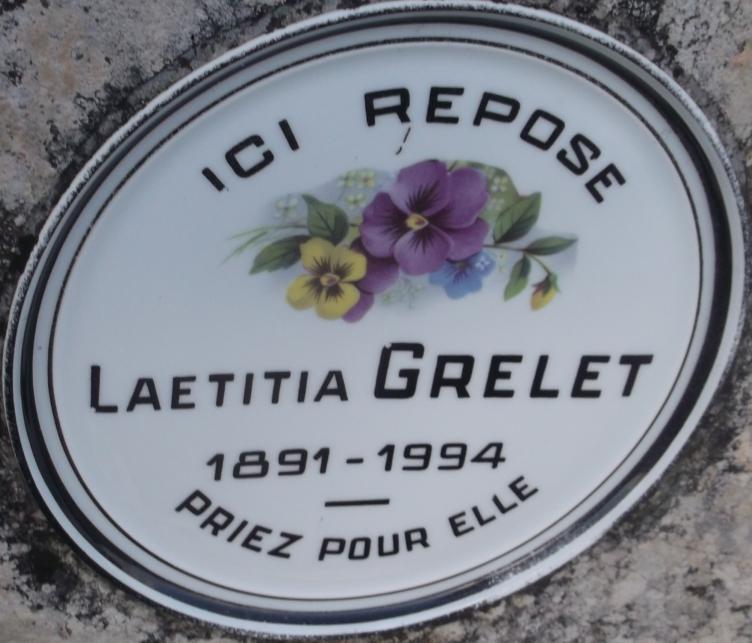 ICI REPOSE
LAETITIA GRELET
1891-1994
PRIEZ POUR ELLE